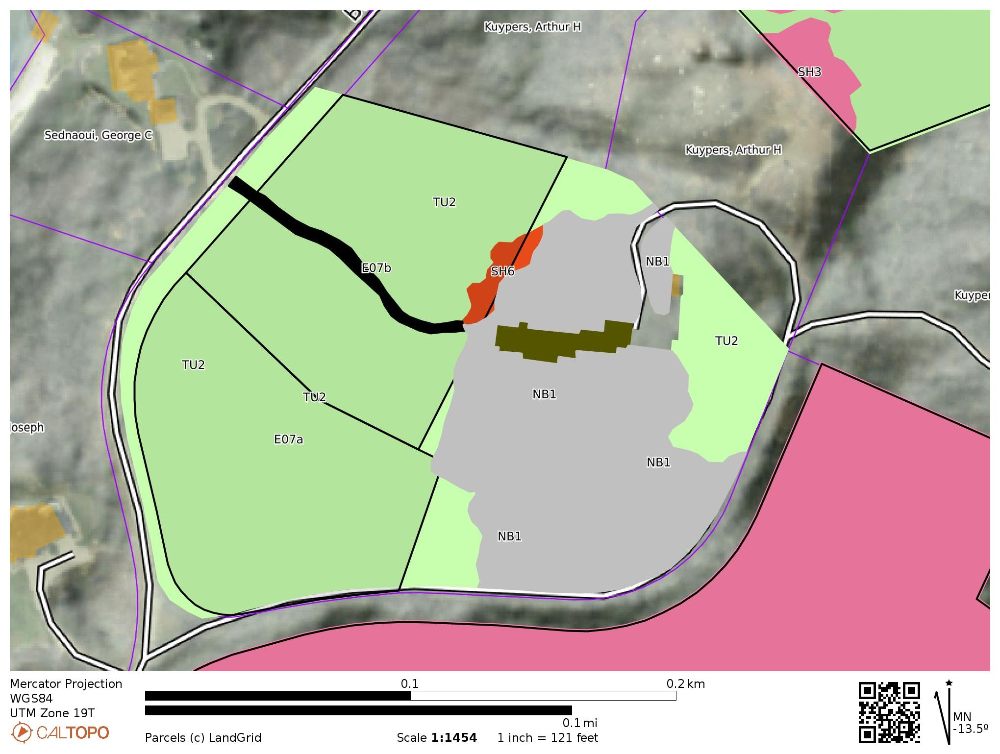 Kuypers, Arthur H
SH3
Sednaoui, George C
Kuypers, Arthur H
TU2
NB1
E07b
SH6
TU2
TU2
TU2
NB1
E07a
NB1
NB1
Mercator Projection
WGS84
UTM Zone 19T
CALTOPO
0.1 0.2 km
0.1 mi
Parcels (c) LandGrid
Scale 1:1454 1 inch = 121 feet
MN
-13.5º